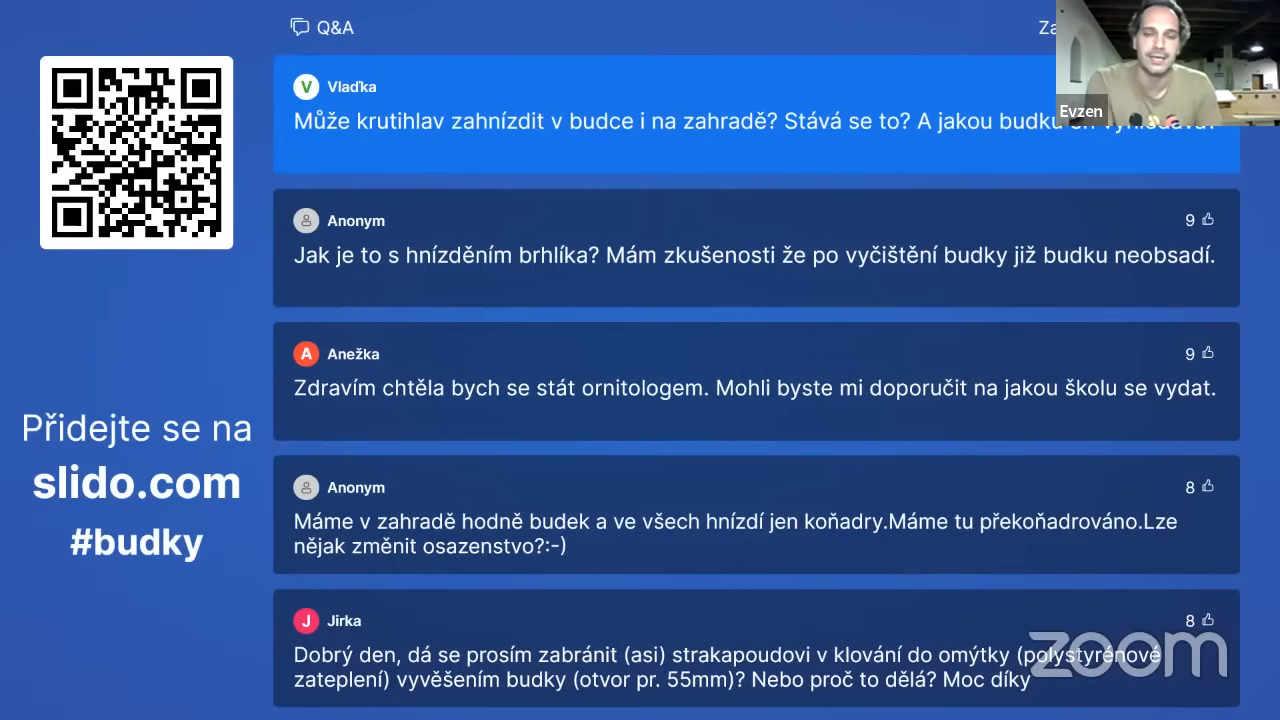 Q&A
Za
Evzen
V
Vlaďka
Může krutihlav zahnízdit v budce i na zahradě? Stává se to? A jakou budku
Anonym
9
Jak je to s hnízděním brhlíka? Mám zkušenosti že po vyčištění budky již budku neobsadí.
A
Anežka
9
Zdravím chtěla bych se stát ornitologem. Mohli byste mi doporučit na jakou školu se vydat.
Přidejte se na
slido.com
#budky
Anonym
8
Máme v zahradě hodně budek a ve všech hnízdí jen koňadry.Máme tu překoňadrováno.Lze
nějak změnit osazenstvo?:-)
J
Jirka
8
Dobrý den, dá se prosím zabránit (asi) strakapoudovi v klování do omýtky (polystyrénové
zateplení) vyvěšením budky (otvor pr. 55mm)? Nebo proč to dělá? Moc díky
zoom